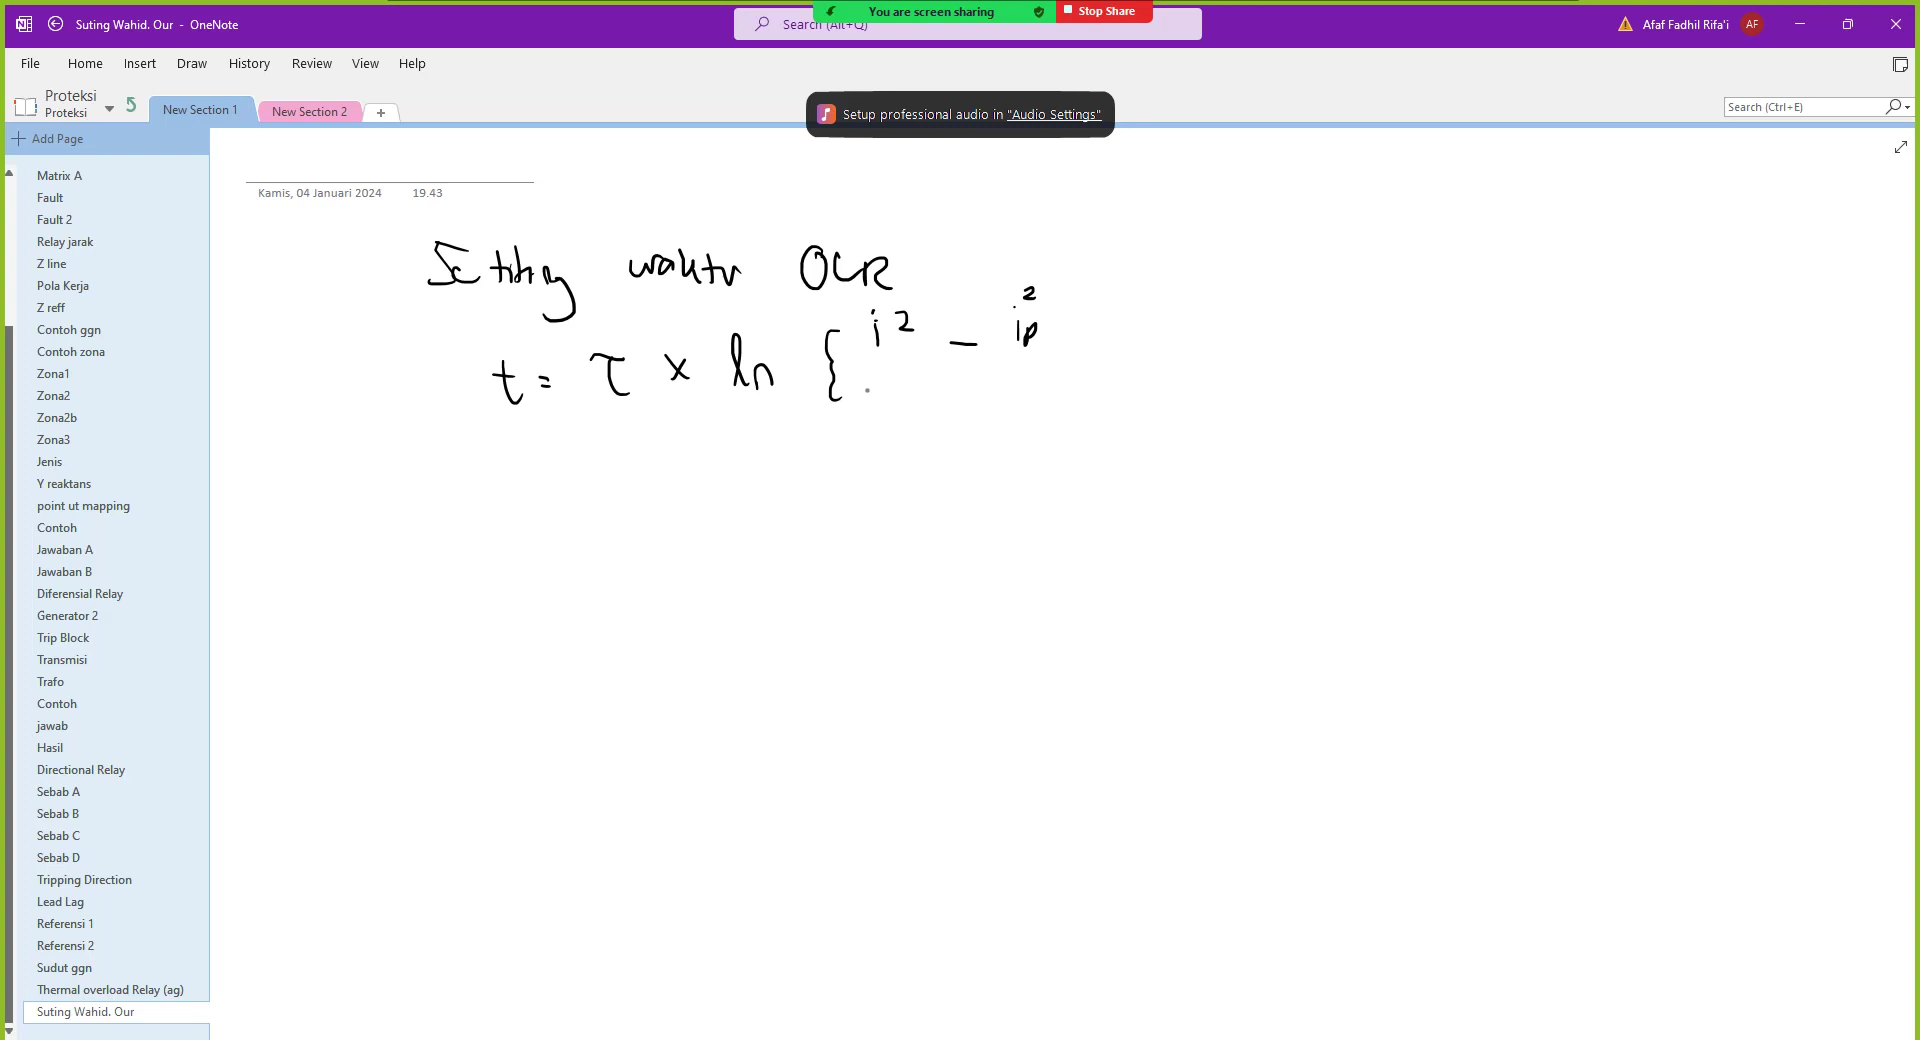 Suting Wahid. Our - OneNote
You are screen sharing
Stop Share
Search (Alt+Q)
Afaf Fadhil Rifa'i
AF
File Home Insert Draw History Review View Help
Proteksi
Proteksi
New Section 1
New Section 2
Setup professional audio in "Audio Settings"
Search (Ctrl+E)
Add Page
Matrix A
Fault
Fault 2
Relay jarak
Z line
Pola Kerja
Z reff
Contoh ggn
Contoh zona
Zona1
Zona2
Zona2b
Zona3
Jenis
Y reaktans
point ut mapping
Contoh
Jawaban A
Jawaban B
Diferensial Relay
Generator 2
Trip Block
Transmisi
Trafo
Contoh
jawab
Hasil
Directional Relay
Sebab A
Sebab B
Sebab C
Sebab D
Tripping Direction
Lead Lag
Referensi 1
Referensi 2
Sudut ggn
Thermal overload Relay (ag)
Suting Wahid. Our
Kamis, 04 Januari 2024 19.43
Setting waktu OCR
t = τ x ln { i² - ip²